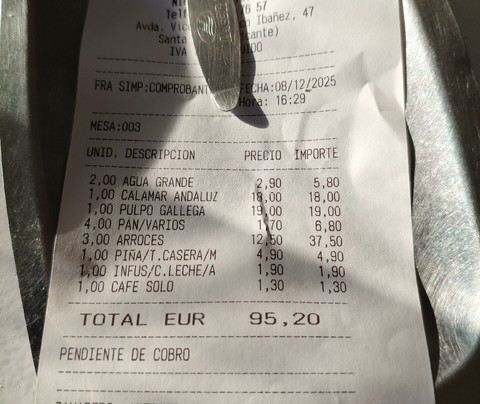 76 57
Telf
Avda. Vic Ibañez, 47
Santa icante)
IVA
FRA SIMP:COMPROBANT FECHA:08/12/2025
Hora: 16:29
MESA:003
UNID. DESCRIPCION PRECIO IMPORTE
2,00 AGUA GRANDE 2,90 5,80
1,00 CALAMAR ANDALUZ 18,00 18,00
1,00 PULPO GALLEGA 19,00 19,00
4,00 PAN/VARIOS 1,70 6,80
3,00 ARROCES 12,50 37,50
1,00 PIÑA/T.CASERA/M 4,90 4,90
1,00 INFUS/C.LECHE/A 1,90 1,90
1,00 CAFE SOLO 1,30 1,30
TOTAL EUR 95,20
PENDIENTE DE COBRO